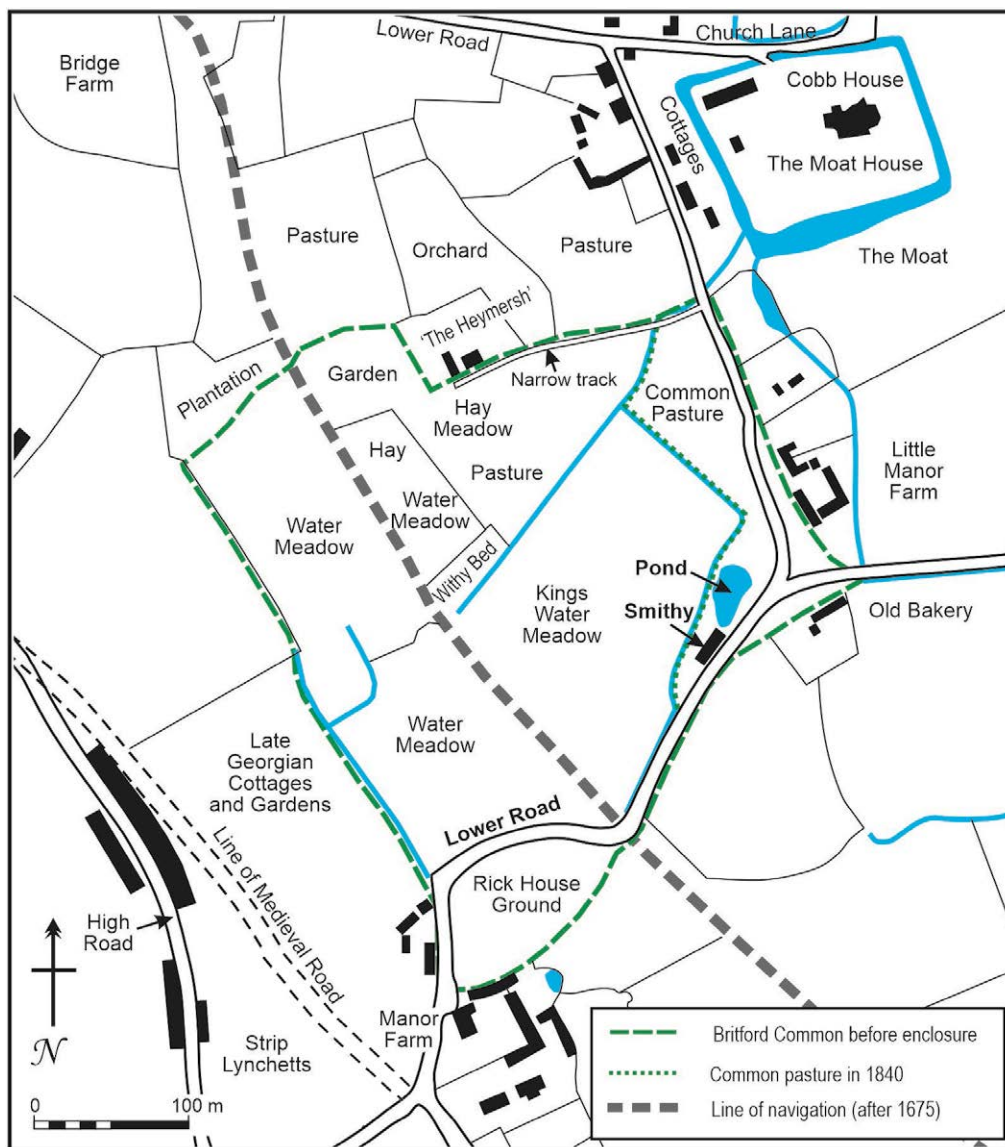 Lower Road
Church Lane
Bridge
Farm
Cobb House
Cottages
The Moat House
Pasture
Orchard
Pasture
The Moat
'The Heymersh'
Plantation
Garden
Narrow track
Common
Pasture
Hay
Meadow
Hay
Pasture
Little
Manor
Farm
Water
Meadow
Water
Meadow
Withy Bed
Kings
Water
Meadow
Pond
Smithy
Old Bakery
Water
Meadow
Late
Georgian
Cottages
and Gardens
Lower Road
Line of Medieval Road
Rick House
Ground
High
Road
Manor
Farm
Strip
Lynchetts
N
0 100 m
Britford Common before enclosure
Common pasture in 1840
Line of navigation (after 1675)